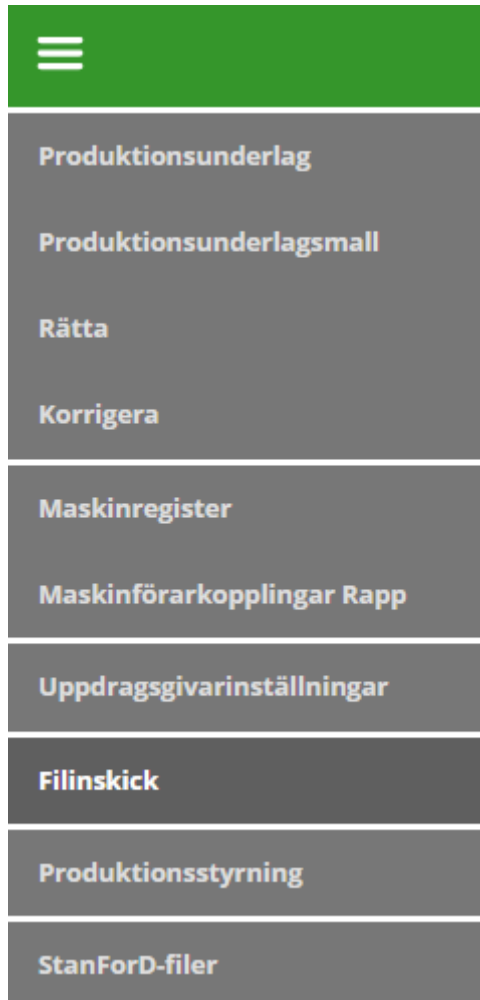 Produktionsunderlag
Produktionsunderlagsmall
Rätta
Korrigera
Maskinregister
Maskinförarkopplingar Rapp
Uppdragsgivarinställningar
Filinskick
Produktionsstyrning
StanForD-filer